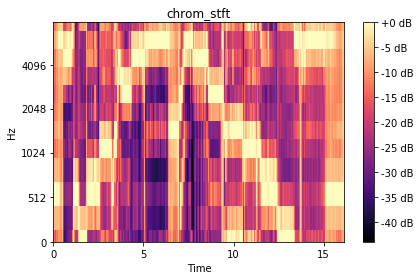 chrom_stft
+0 dB
-5 dB
-10 dB
-15 dB
-20 dB
-25 dB
-30 dB
-35 dB
-40 dB
Hz
4096
2048
1024
512
0
0
5
10
15
Time